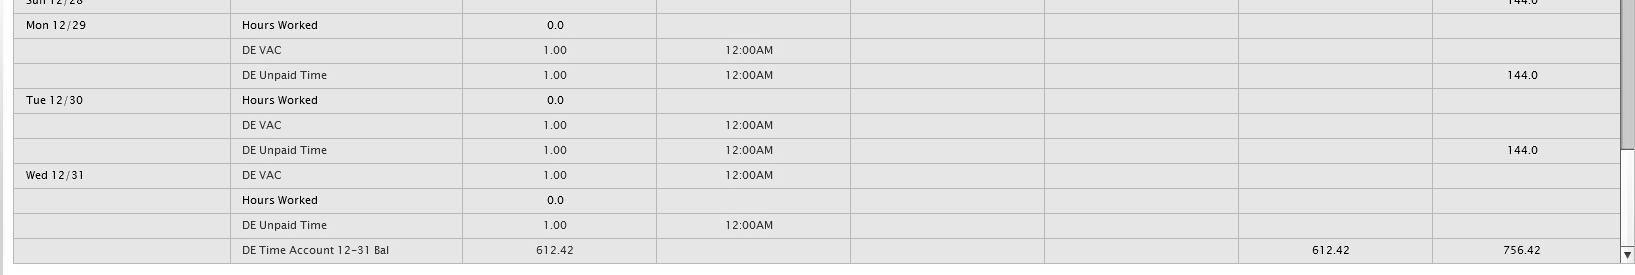 Sun 12/28 144.0
Mon 12/29 Hours Worked 0.0
DE VAC 1.00 12:00AM
DE Unpaid Time 1.00 12:00AM 144.0
Tue 12/30 Hours Worked 0.0
DE VAC 1.00 12:00AM
DE Unpaid Time 1.00 12:00AM 144.0
Wed 12/31 DE VAC 1.00 12:00AM
Hours Worked 0.0
DE Unpaid Time 1.00 12:00AM
DE Time Account 12-31 Bal 612.42 612.42 756.42